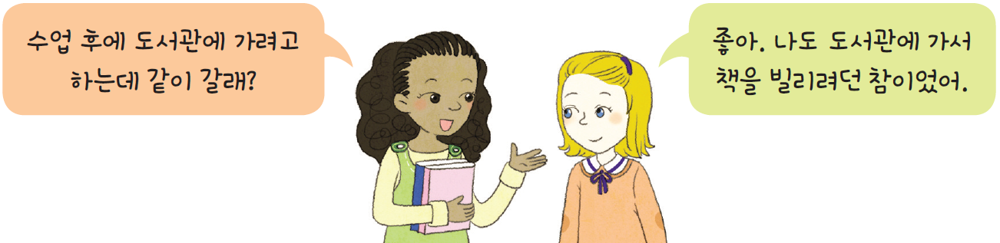 수업 후에 도서관에 가려고
하는데 같이 갈래?
좋아. 나도 도서관에 가서
책을 빌리려던 참이었어.